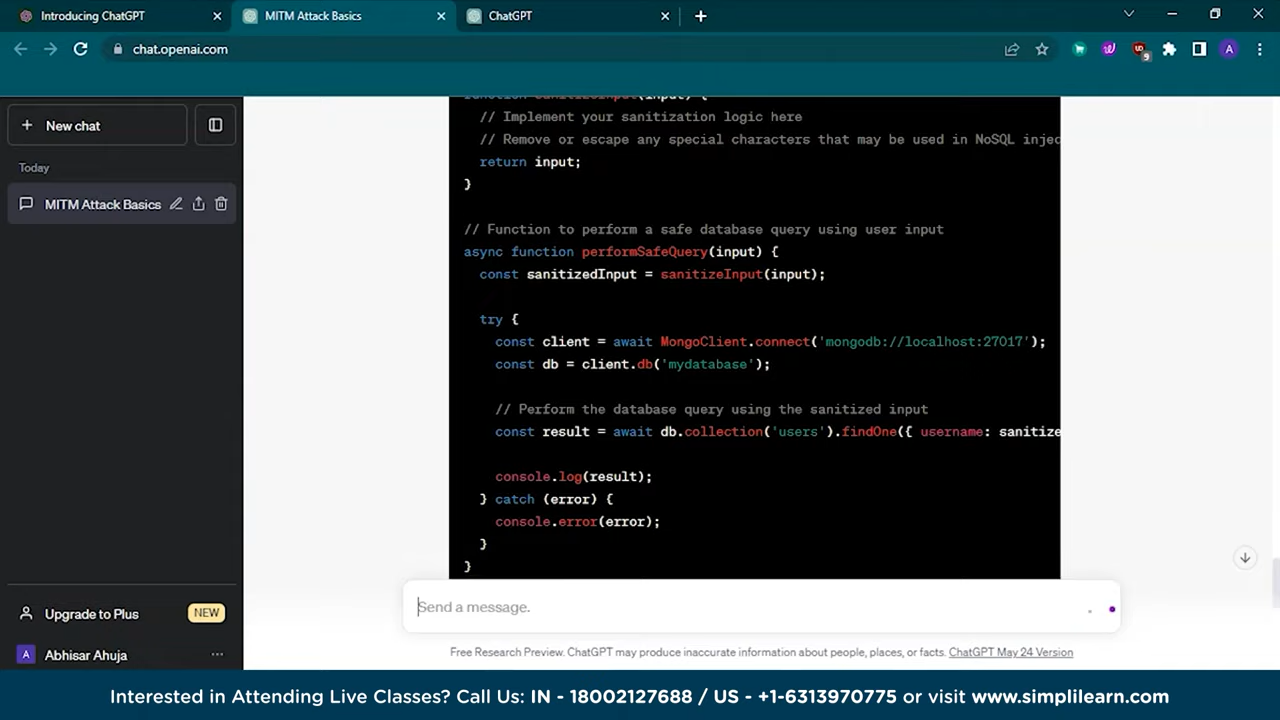 Introducing ChatGPT
MITM Attack Basics
ChatGPT
chat.openai.com
9
A
New chat
Today
MITM Attack Basics
// Implement your sanitization logic here
// Remove or escape any special characters that may be used in NoSQL injec
return input;
}
// Function to perform a safe database query using user input
async function performSafeQuery(input) {
const sanitizedInput = sanitizeInput(input);
try {
const client = await MongoClient.connect('mongodb://localhost:27017');
const db = client.db('mydatabase');
// Perform the database query using the sanitized input
const result = await db.collection('users').findOne({ username: sanitize
console.log(result);
} catch (error) {
console.error(error);
}
}
Send a message.
Upgrade to Plus
NEW
A
Abhisar Ahuja
Free Research Preview. ChatGPT may produce inaccurate information about people, places, or facts. ChatGPT May 24 Version
Interested in Attending Live Classes? Call Us: IN - 18002127688 / US - +1-6313970775 or visit www.simplilearn.com